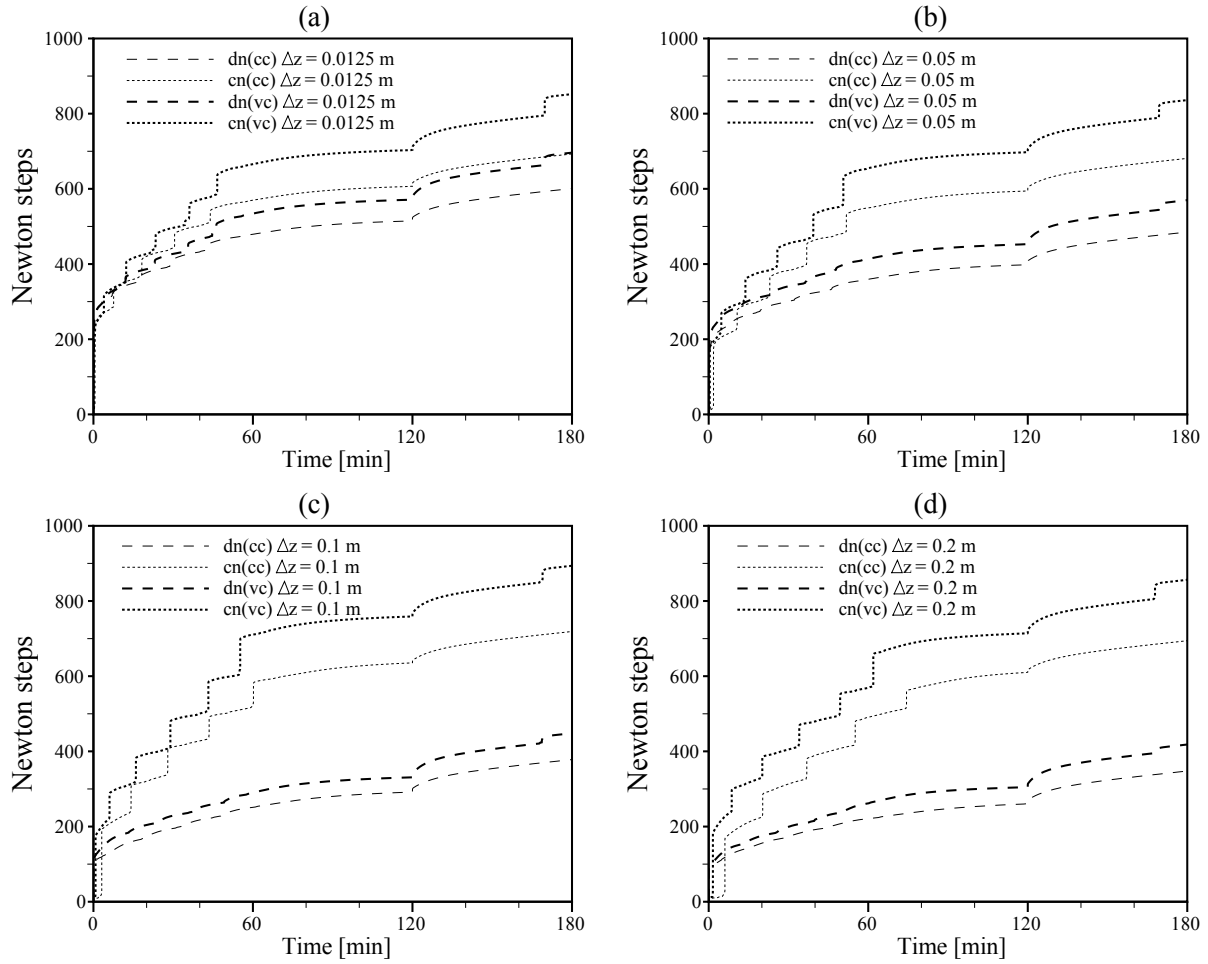 (a)
1000
800
600
400
200
0
Newton steps
dn(cc) Δz = 0.0125 m
cn(cc) Δz = 0.0125 m
dn(vc) Δz = 0.0125 m
cn(vc) Δz = 0.0125 m
0 60 120 180
Time [min]
(b)
1000
800
600
400
200
0
Newton steps
dn(cc) Δz = 0.05 m
cn(cc) Δz = 0.05 m
dn(vc) Δz = 0.05 m
cn(vc) Δz = 0.05 m
0 60 120 180
Time [min]
(c)
1000
800
600
400
200
0
Newton steps
dn(cc) Δz = 0.1 m
cn(cc) Δz = 0.1 m
dn(vc) Δz = 0.1 m
cn(vc) Δz = 0.1 m
0 60 120 180
Time [min]
(d)
1000
800
600
400
200
0
Newton steps
dn(cc) Δz = 0.2 m
cn(cc) Δz = 0.2 m
dn(vc) Δz = 0.2 m
cn(vc) Δz = 0.2 m
0 60 120 180
Time [min]